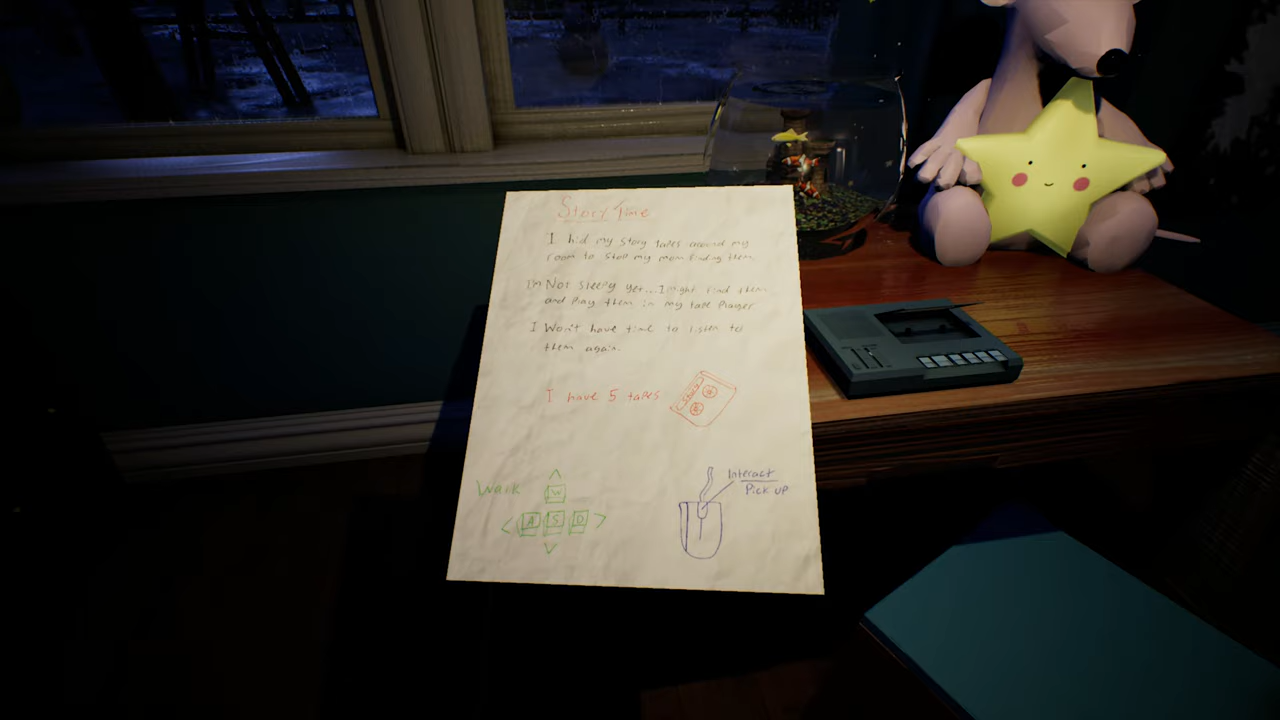 Story Time
I hid my story tapes around my
room to stop my mom finding them
I'm Not sleepy yet... I might find them
and play them in my tape player
I Won't have time to listen to
them again.
I have 5 tapes
Story
Walk
W
A S D
Interact
Pick up